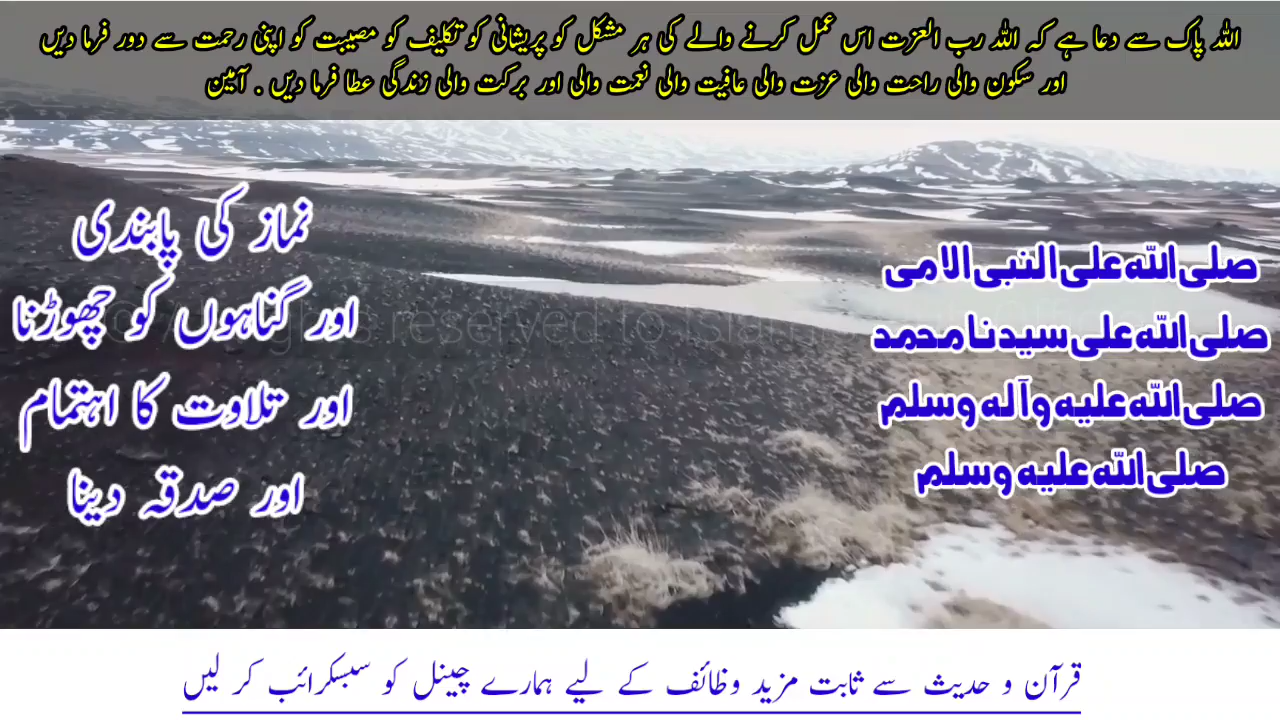 اللہ پاک سے دعا ہے کہ اللہ رب العزت اس عمل کرنے والے کی ہر مشکل کو پریشانی کو تکلیف کو مصیبت کو اپنی رحمت سے دور فرما دیں
اور سکون والی راحت والی عزت والی عافیت والی نعمت والی اور برکت والی زندگی عطا فرما دیں . آمین
صلی اللہ علی النبی الامی
صلی اللہ علی سیدنا محمد
صلی اللہ علیہ وآلہ وسلم
صلی اللہ علیہ وسلم
نماز کی پابندی
اور گناہوں کو چھوڑنا
اور تلاوت کا اہتمام
اور صدقہ دینا
reserved to
قرآن و حدیث سے ثابت مزید وظائف کے لیے ہمارے چینل کو سبسکرائب کر لیں